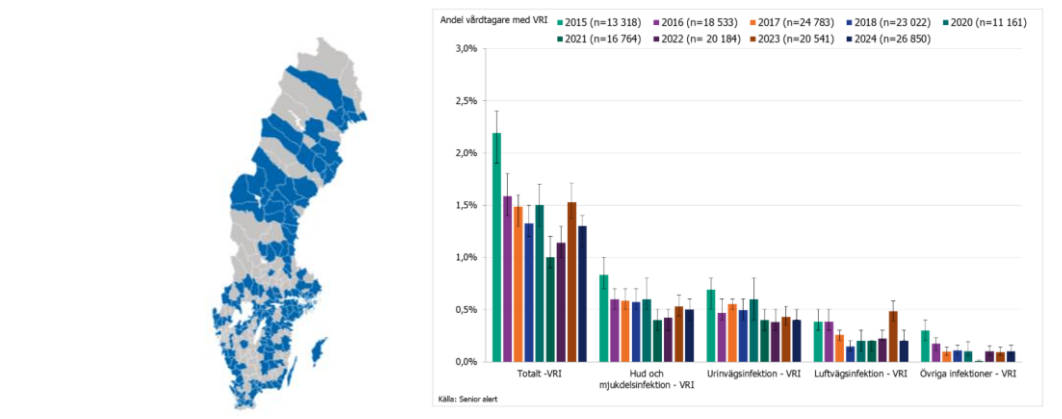 Andel vårdtagare med VRI
2015 (n=13 318) 2016 (n=18 533) 2017 (n=24 783) 2018 (n=23 022) 2020 (n=11 161)
2021 (n=16 764) 2022 (n= 20 184) 2023 (n=20 541) 2024 (n=26 850)
3,0%
2,5%
2,0%
1,5%
1,0%
0,5%
0,0%
Totalt -VRI
Hud och
mjukdelsinfektion - VRI
Urinvägsinfektion - VRI
Luftvägsinfektion - VRI
Övriga infektioner - VRI
Källa: Senior alert